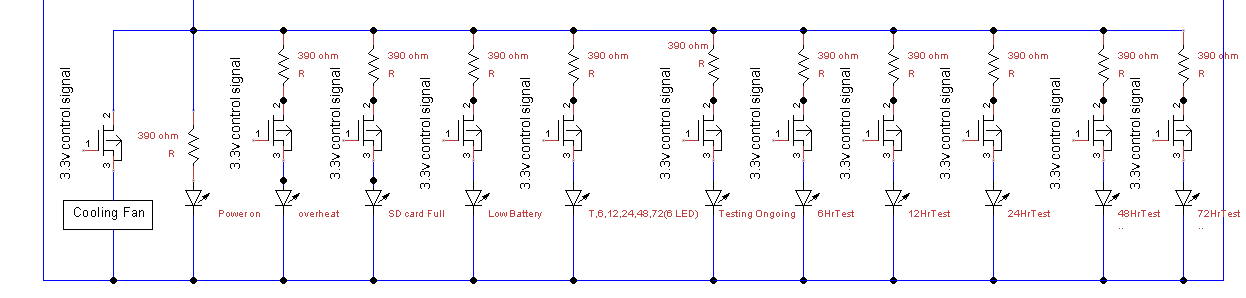 3.3v control signal
2
1
3
Cooling Fan
390 ohm
R
Power on
3.3v control signal
390 ohm
R
2
1
3
overheat
3.3v control signal
390 ohm
R
2
1
3
SD card Full
3.3v control signal
390 ohm
R
2
1
3
Low Battery
3.3v control signal
390 ohm
R
2
1
3
T,6,12,24,48,72(6 LED)
3.3v control signal
390 ohm
R
2
1
3
Testing Ongoing
3.3v control signal
390 ohm
R
2
1
3
6HrTest
3.3v control signal
390 ohm
R
2
1
3
12HrTest
3.3v control signal
390 ohm
R
2
1
3
24HrTest
3.3v control signal
390 ohm
R
2
1
3
48HrTest
..
3.3v control signal
390 ohm
R
2
1
3
72HrTest
..